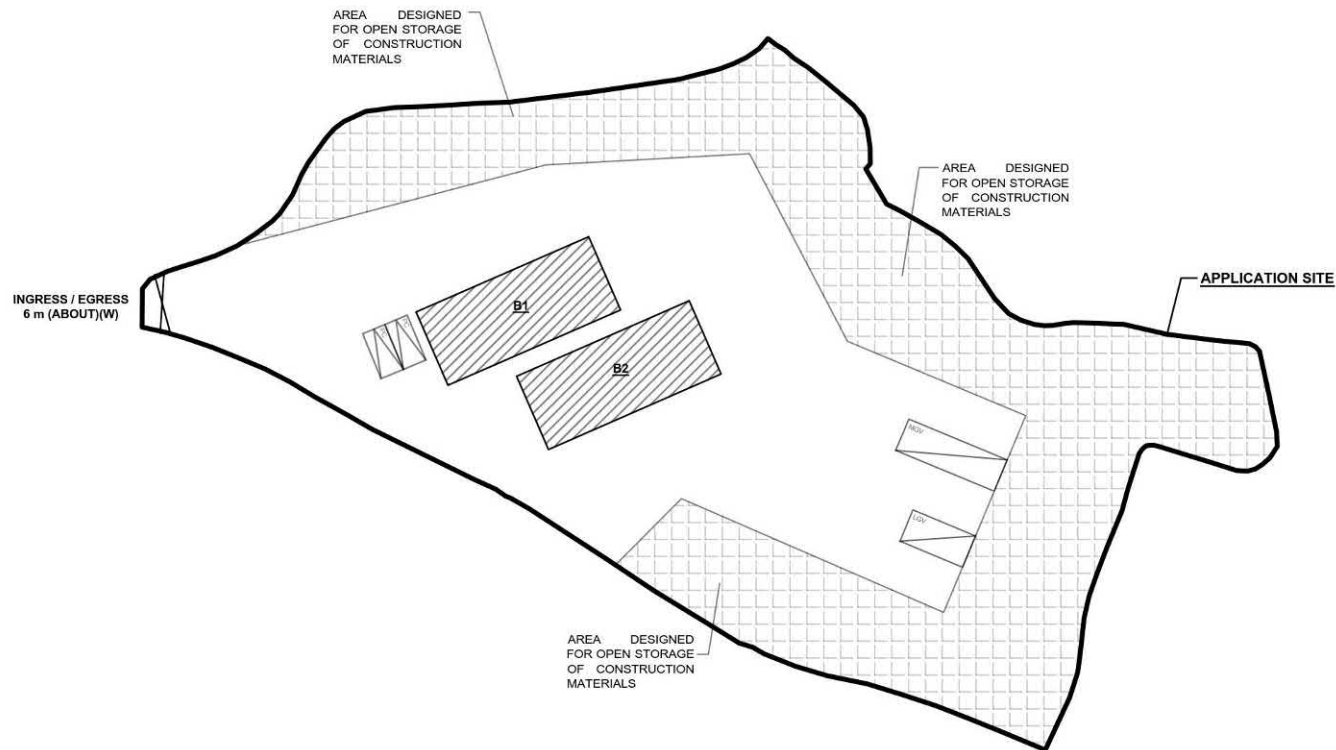 AREA DESIGNED
FOR OPEN STORAGE
OF CONSTRUCTION
MATERIALS
AREA DESIGNED
FOR OPEN STORAGE
OF CONSTRUCTION
MATERIALS
APPLICATION SITE
INGRESS / EGRESS
6 m (ABOUT)(W)
B1
B2
MGV
LGV
AREA DESIGNED
FOR OPEN STORAGE
OF CONSTRUCTION
MATERIALS